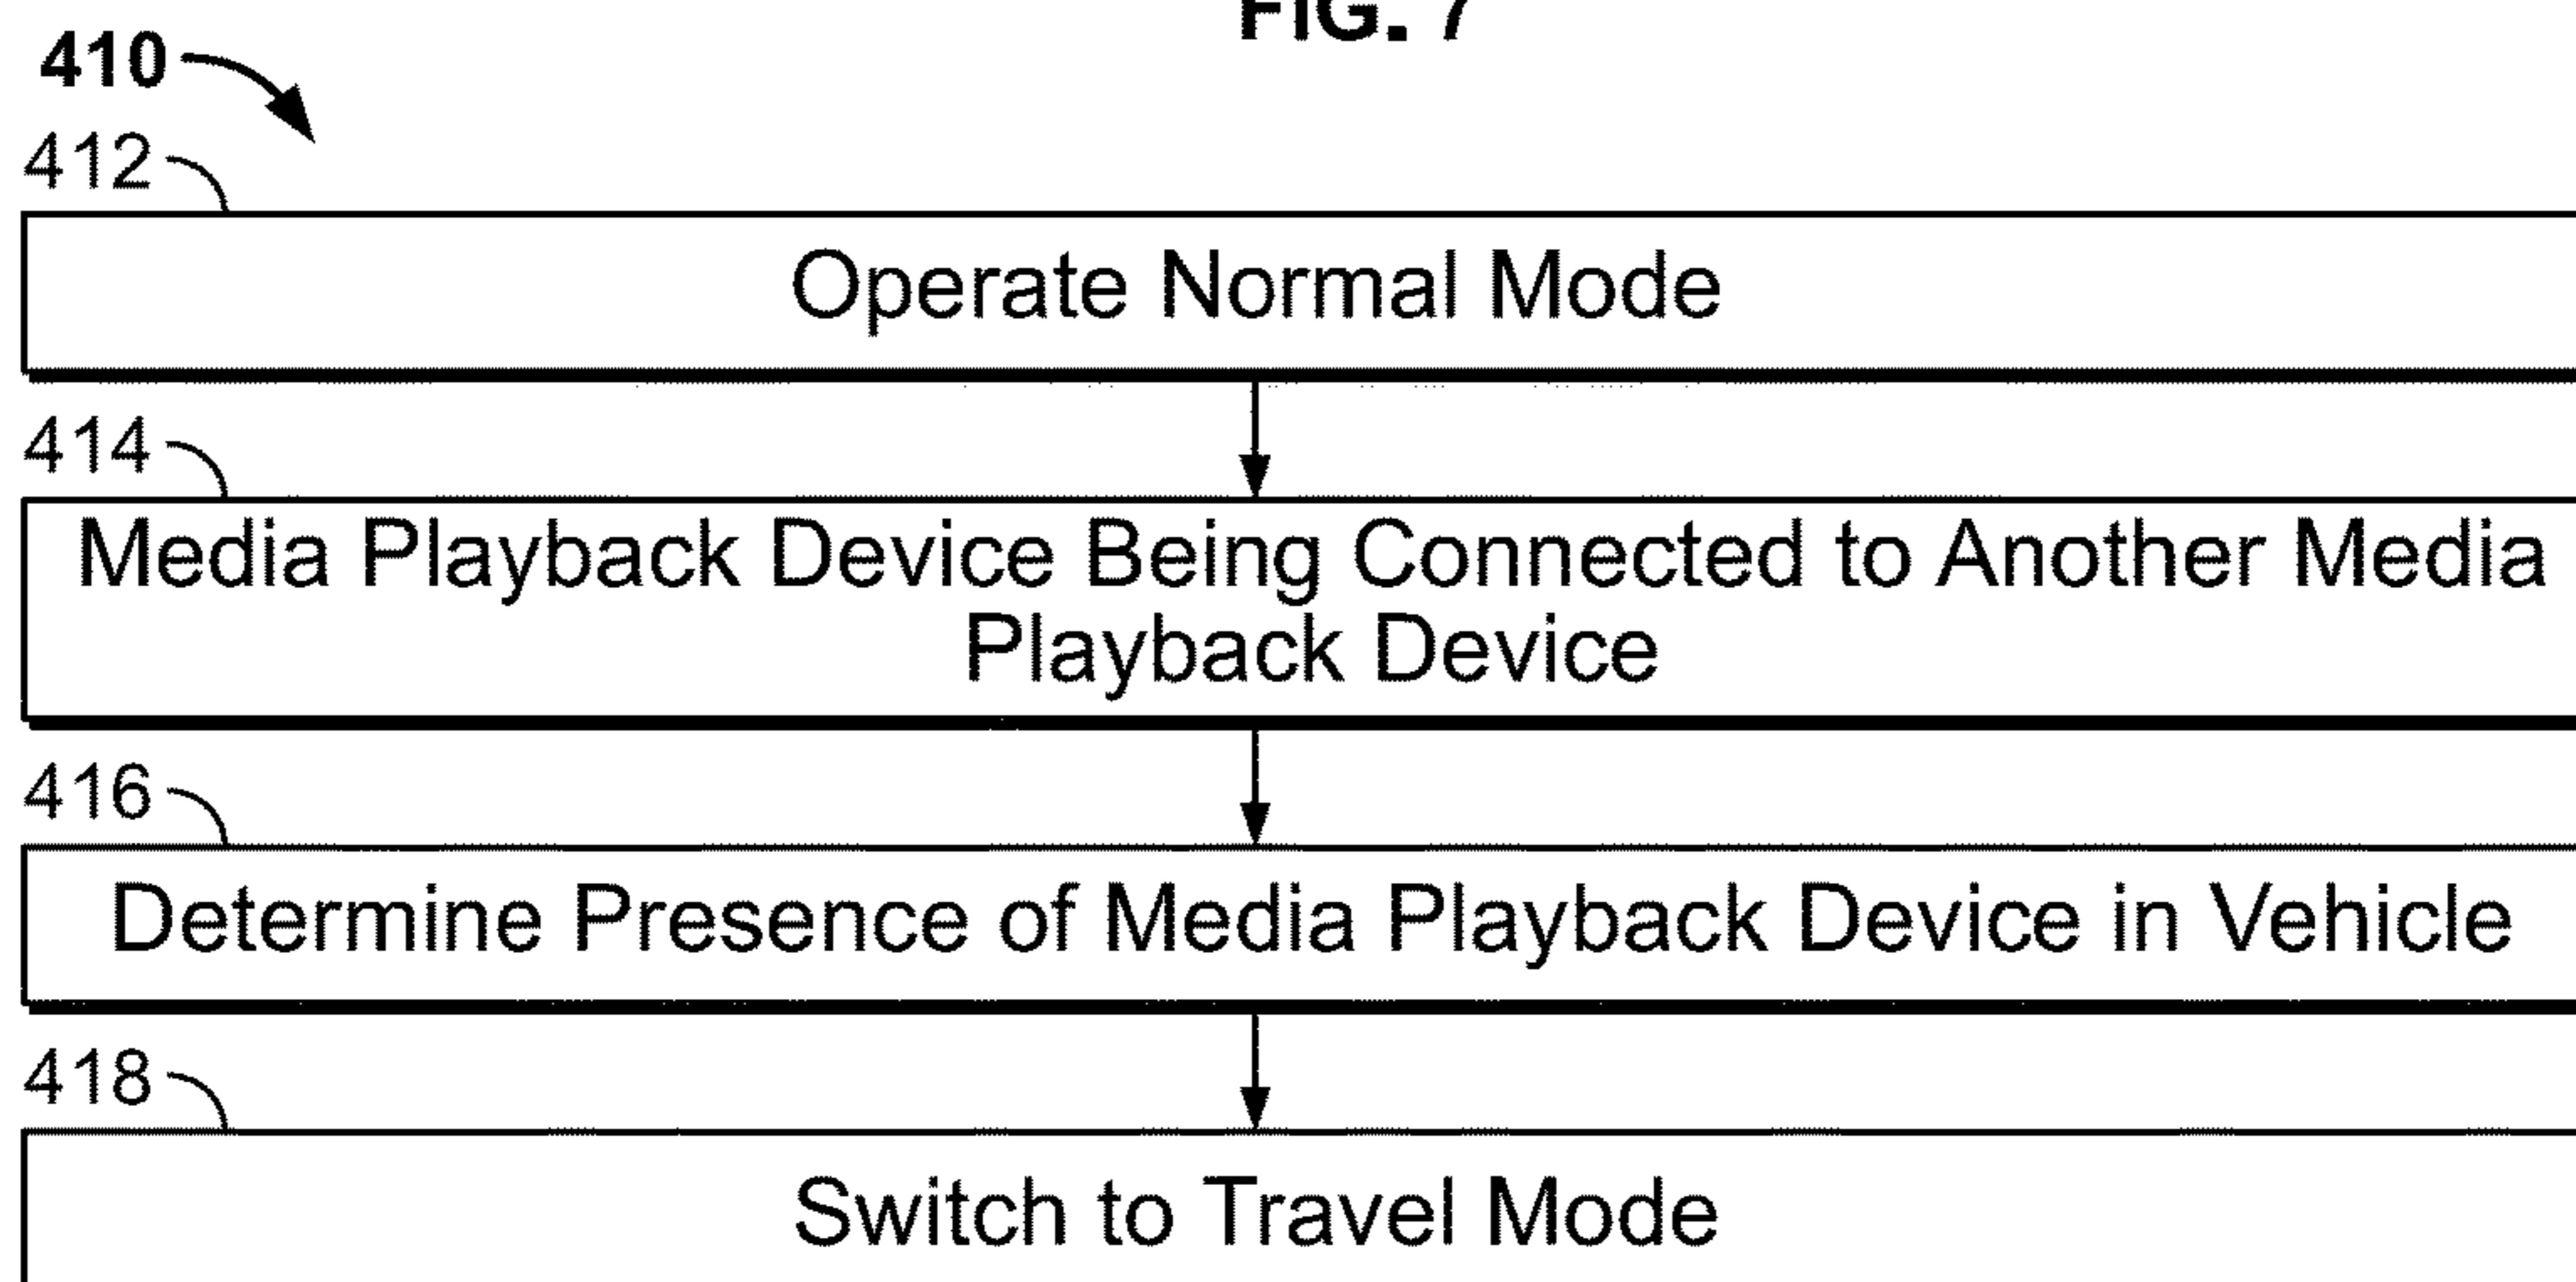 FIG. 7
410
412
Operate Normal Mode
414
Media Playback Device Being Connected to Another Media
Playback Device
416
Determine Presence of Media Playback Device in Vehicle
418
Switch to Travel Mode